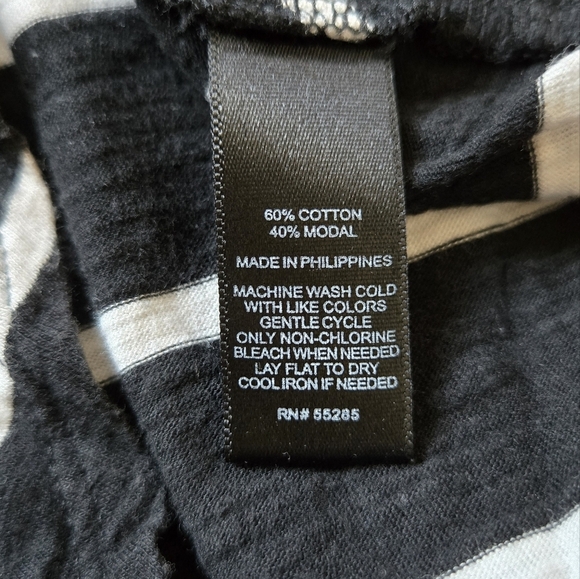 60% COTTON
40% MODAL
MADE IN PHILIPPINES
MACHINE WASH COLD
WITH LIKE COLORS
GENTLE CYCLE
ONLY NON-CHLORINE
BLEACH WHEN NEEDED
LAY FLAT TO DRY
COOL IRON IF NEEDED
RN# 55285